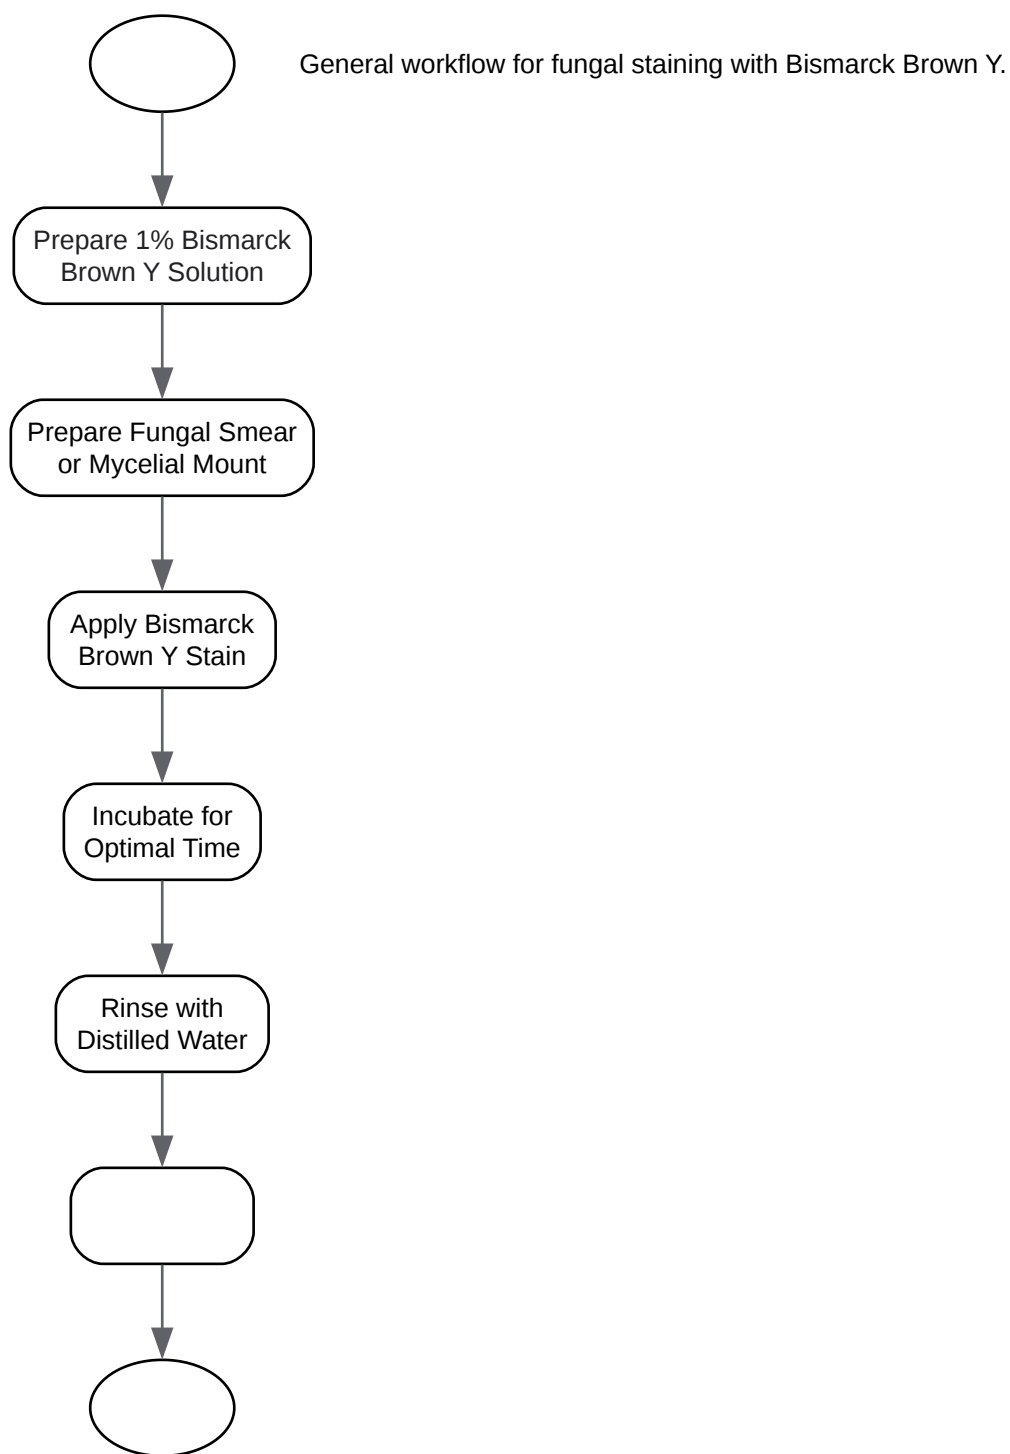 General workflow for fungal staining with Bismarck Brown Y.
Prepare 1% Bismarck
Brown Y Solution
Prepare Fungal Smear
or Mycelial Mount
Apply Bismarck
Brown Y Stain
Incubate for
Optimal Time
Rinse with
Distilled Water